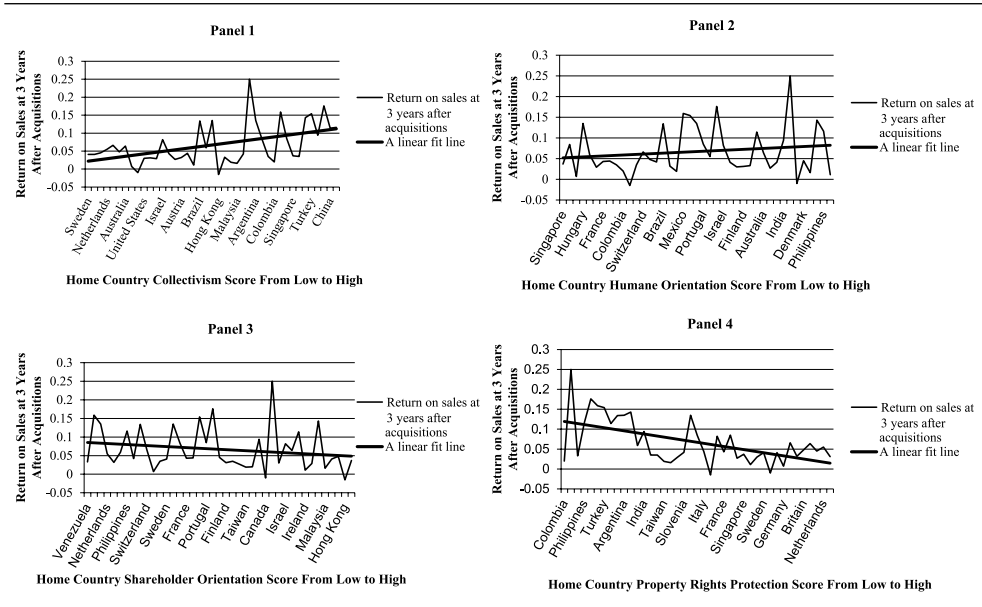 Panel 1
Return on Sales at 3 Years
After Acquisitions
0.3
0.25
0.2
0.15
0.1
0.05
0
-0.05
Sweden
Netherlands
Australia
United States
Israel
Austria
Brazil
Hong Kong
Malaysia
Argentina
Colombia
Singapore
Turkey
China
Return on sales at
3 years after
acquisitions
A linear fit line
Home Country Collectivism Score From Low to High
Panel 2
Return on Sales at 3 Years
After Acquisitions
0.3
0.25
0.2
0.15
0.1
0.05
0
-0.05
Singapore
Hungary
France
Colombia
Switzerland
Brazil
Mexico
Portugal
Israel
Finland
Australia
India
Denmark
Philippines
Return on sales at
3 years after
acquisitions
A linear fit line
Home Country Humane Orientation Score From Low to High
Panel 3
Return on Sales at 3 Years
After Acquisitions
0.3
0.25
0.2
0.15
0.1
0.05
0
-0.05
Venezuela
Netherlands
Philippines
Switzerland
Sweden
France
Portugal
Finland
Taiwan
Canada
Israel
Ireland
Malaysia
Hong Kong
Return on sales at
3 years after
acquisitions
A linear fit line
Home Country Shareholder Orientation Score From Low to High
Panel 4
Return on Sales at 3 Years
After Acquisitions
0.3
0.25
0.2
0.15
0.1
0.05
0
-0.05
Colombia
Philippines
Turkey
Argentina
India
Taiwan
Slovenia
Italy
France
Singapore
Sweden
Germany
Britain
Netherlands
Return on sales at
3 years after
acquisitions
A linear fit line
Home Country Property Rights Protection Score From Low to High